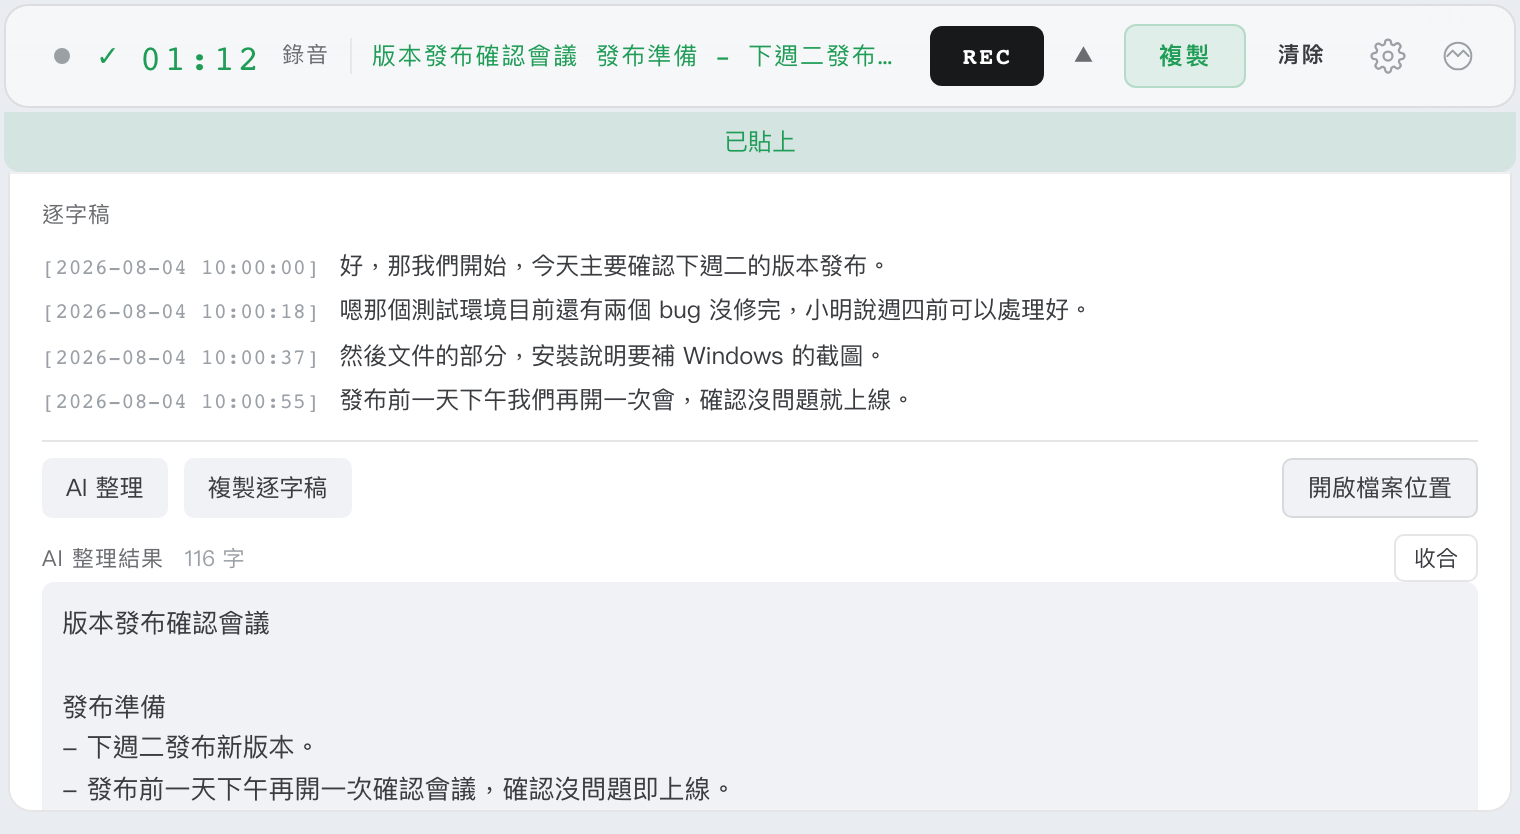 ✓ 01:12 錄音 版本發布確認會議 發布準備 – 下週二發布… REC ▲ 複製 清除
已貼上
逐字稿
[2026-08-04 10:00:00] 好，那我們開始，今天主要確認下週二的版本發布。
[2026-08-04 10:00:18] 嗯那個測試環境目前還有兩個 bug 沒修完，小明說週四前可以處理好。
[2026-08-04 10:00:37] 然後文件的部分，安裝說明要補 Windows 的截圖。
[2026-08-04 10:00:55] 發布前一天下午我們再開一次會，確認沒問題就上線。
AI 整理 複製逐字稿 開啟檔案位置
AI 整理結果 116 字 收合
版本發布確認會議
發布準備
– 下週二發布新版本。
– 發布前一天下午再開一次確認會議，確認沒問題即上線。